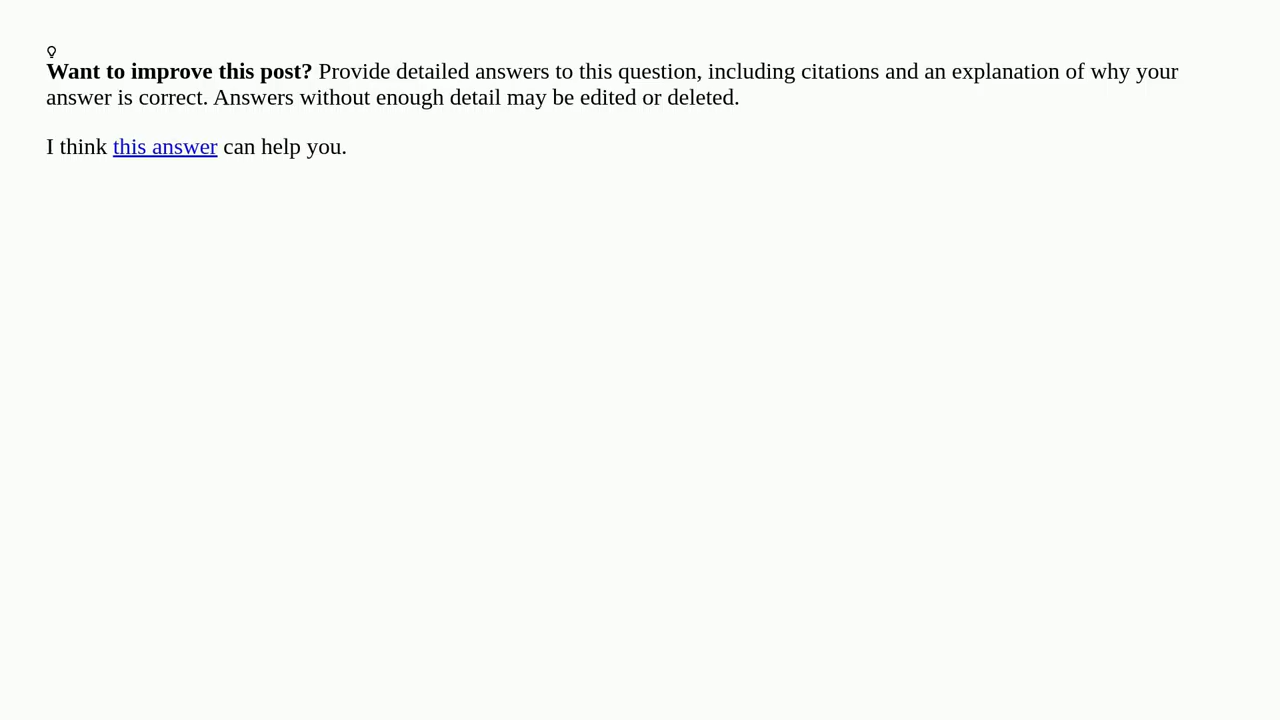 Want to improve this post? Provide detailed answers to this question, including citations and an explanation of why your
answer is correct. Answers without enough detail may be edited or deleted.
I think this answer can help you.